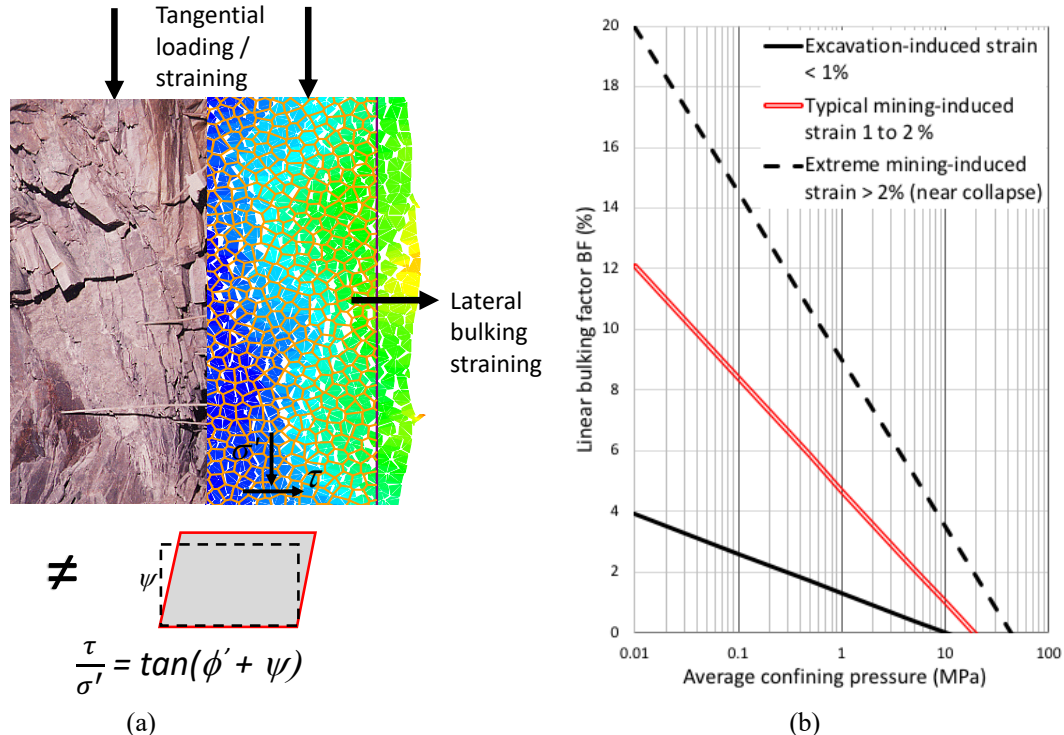 Tangential
loading /
straining
Lateral
bulking
straining
σ'
τ
≠
ψ
τ/σ' = tan(ϕ' + ψ)
(a)
20
18
16
14
12
10
8
6
4
2
0
Linear bulking factor BF (%)
Excavation-induced strain
< 1%
Typical mining-induced
strain 1 to 2 %
Extreme mining-induced
strain > 2% (near collapse)
0.01 0.1 1 10 100
Average confining pressure (MPa)
(b)